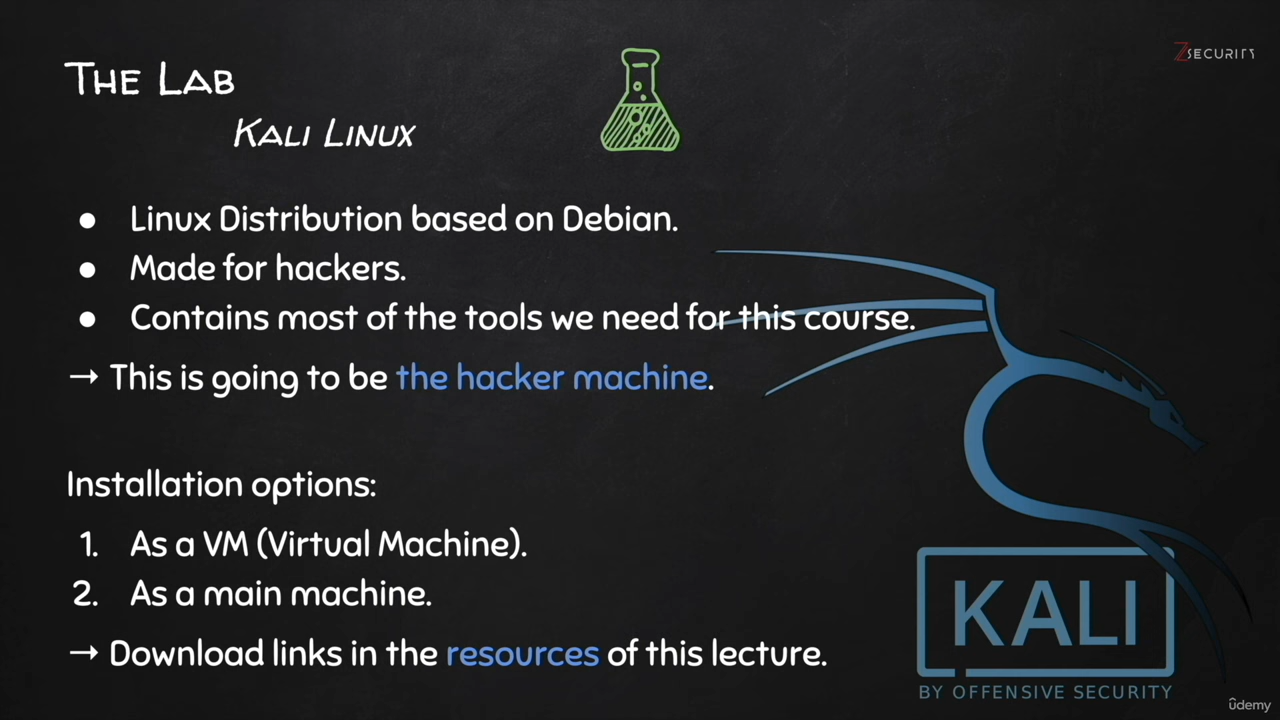 ZSECURITY
THE LAB
KALI LINUX
● Linux Distribution based on Debian.
● Made for hackers.
● Contains most of the tools we need for this course.
→ This is going to be the hacker machine.
Installation options:
1. As a VM (Virtual Machine).
2. As a main machine.
→ Download links in the resources of this lecture.
KALI
BY OFFENSIVE SECURITY
ûdemy